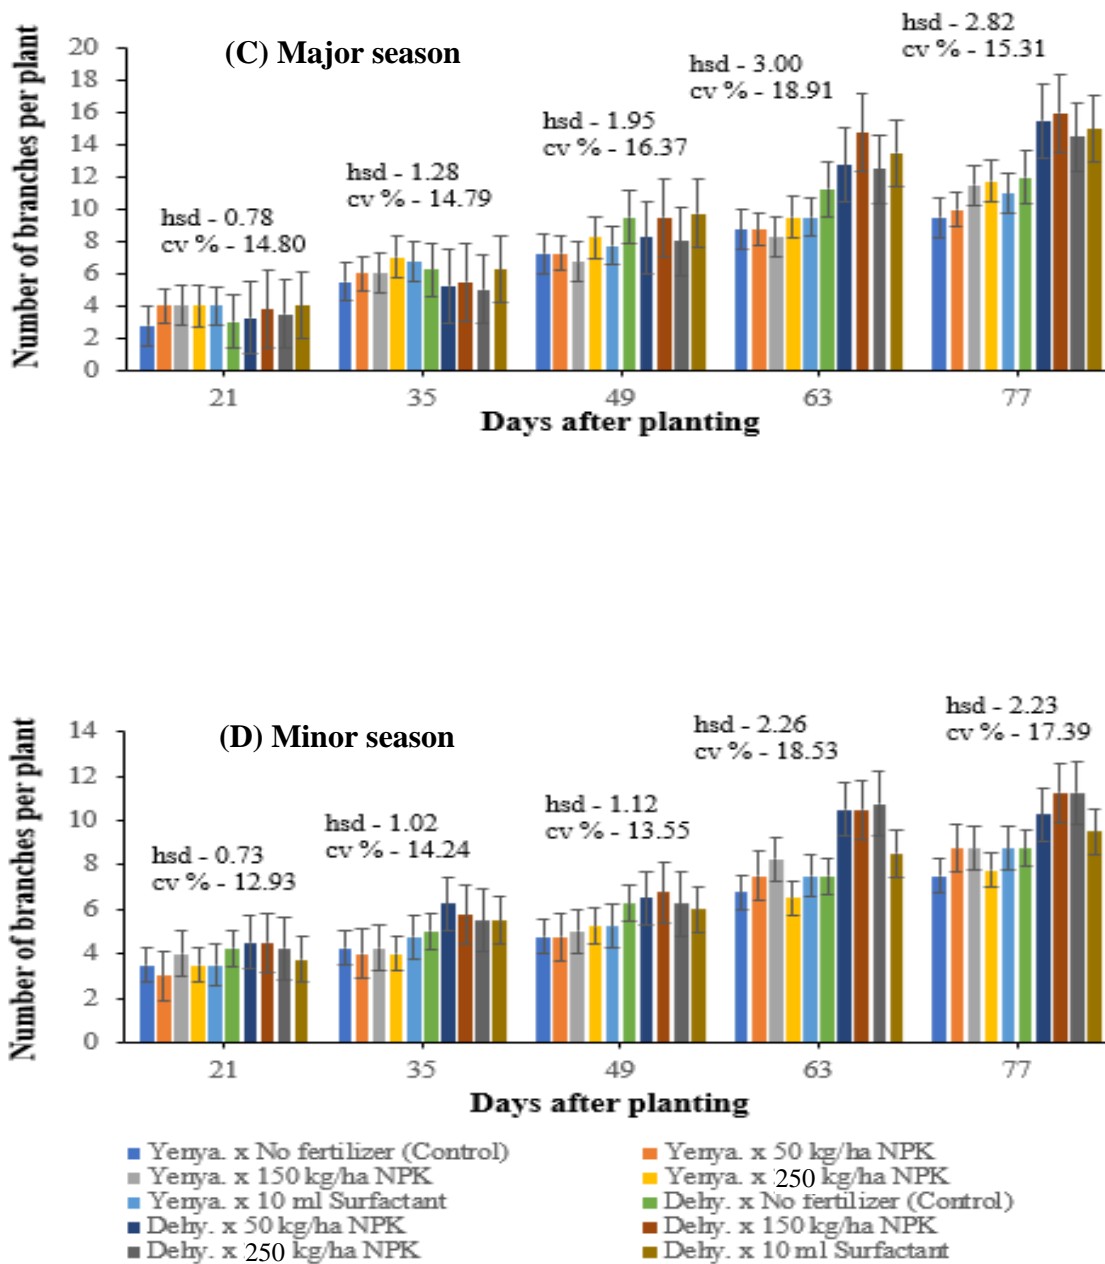 (C) Major season
Number of branches per plant
20
18
16
14
12
10
8
6
4
2
0
hsd - 0.78
cv % - 14.80
hsd - 1.28
cv % - 14.79
hsd - 1.95
cv % - 16.37
hsd - 3.00
cv % - 18.91
hsd - 2.82
cv % - 15.31
21 35 49 63 77
Days after planting
(D) Minor season
Number of branches per plant
14
12
10
8
6
4
2
0
hsd - 0.73
cv % - 12.93
hsd - 1.02
cv % - 14.24
hsd - 1.12
cv % - 13.55
hsd - 2.26
cv % - 18.53
hsd - 2.23
cv % - 17.39
21 35 49 63 77
Days after planting
Yenya. x No fertilizer (Control)
Yenya. x 50 kg/ha NPK
Yenya. x 150 kg/ha NPK
Yenya. x 250 kg/ha NPK
Yenya. x 10 ml Surfactant
Dehy. x No fertilizer (Control)
Dehy. x 50 kg/ha NPK
Dehy. x 150 kg/ha NPK
Dehy. x 250 kg/ha NPK
Dehy. x 10 ml Surfactant